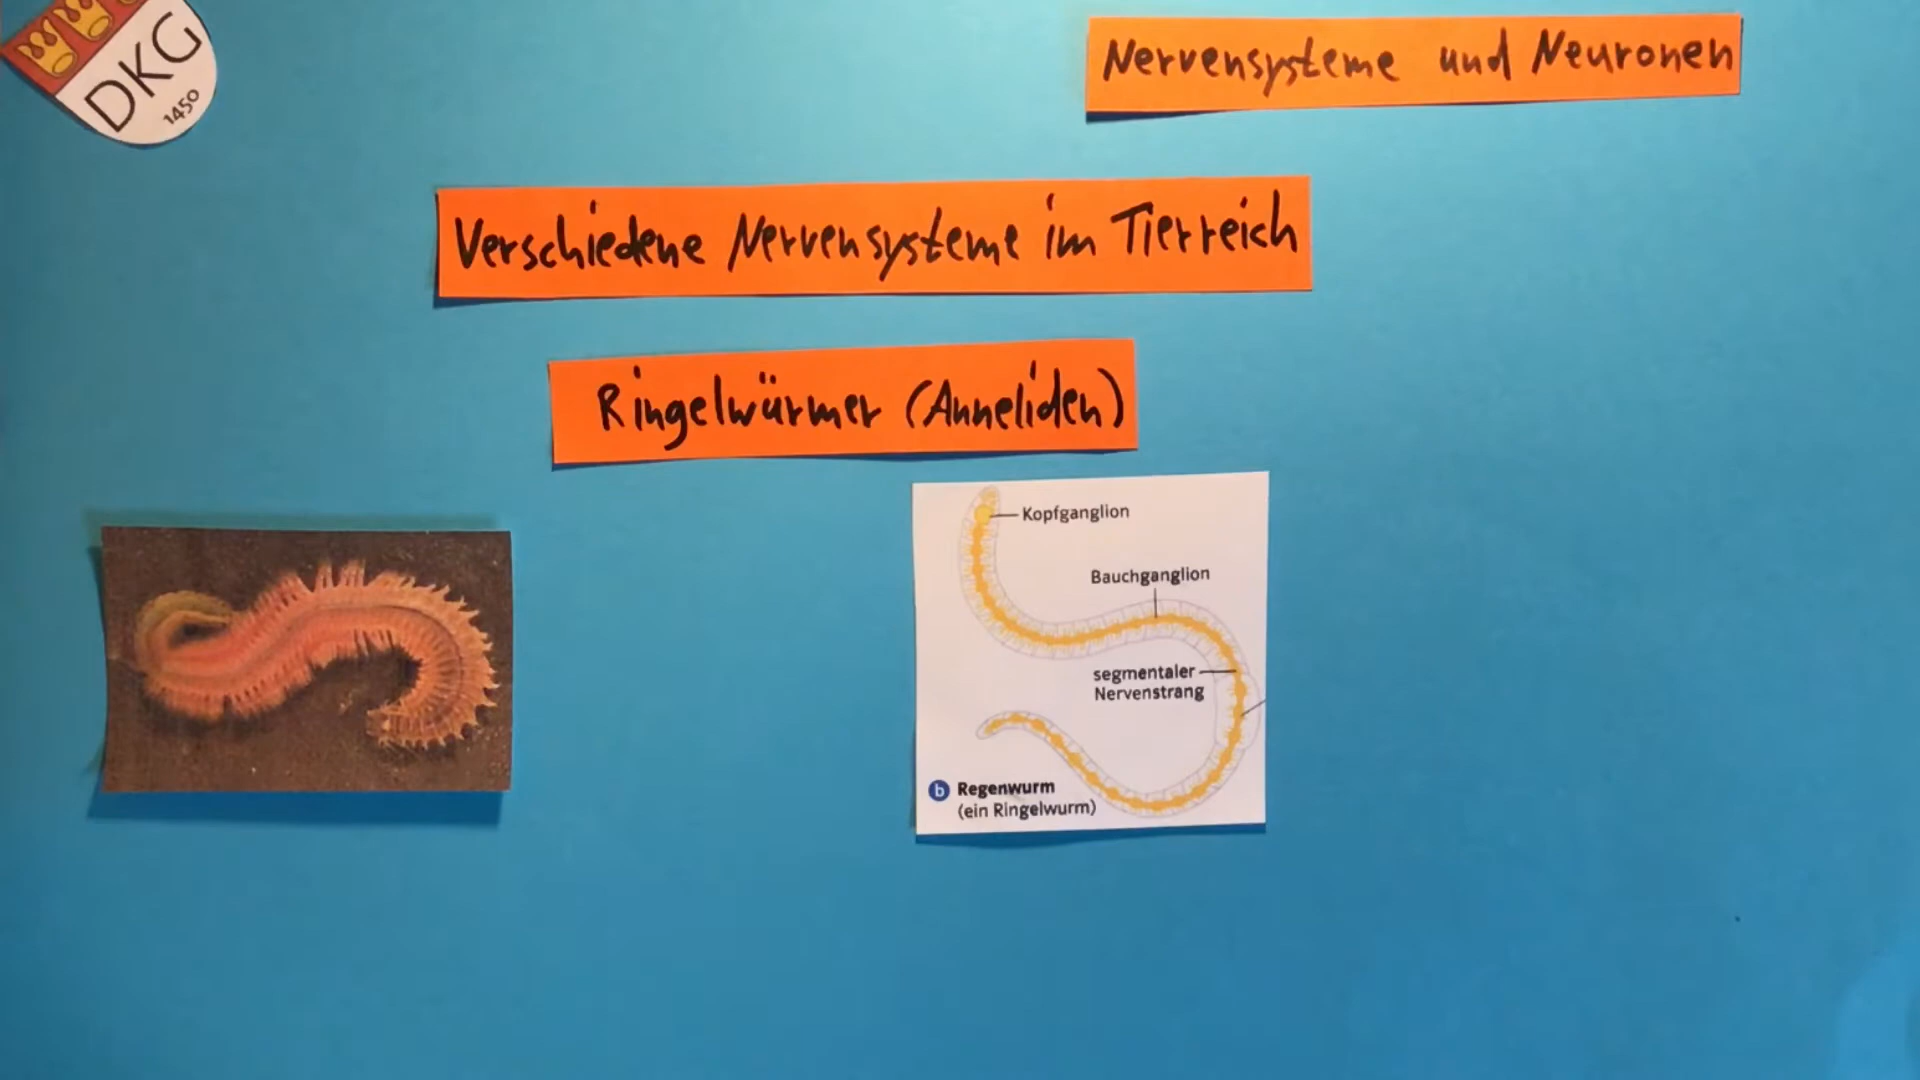 DKG
1450
Nervensysteme und Neuronen
Verschiedene Nervensysteme im Tierreich
Ringelwürmer (Anneliden)
Kopfganglion
Bauchganglion
segmentaler
Nervenstrang
b Regenwurm
(ein Ringelwurm)